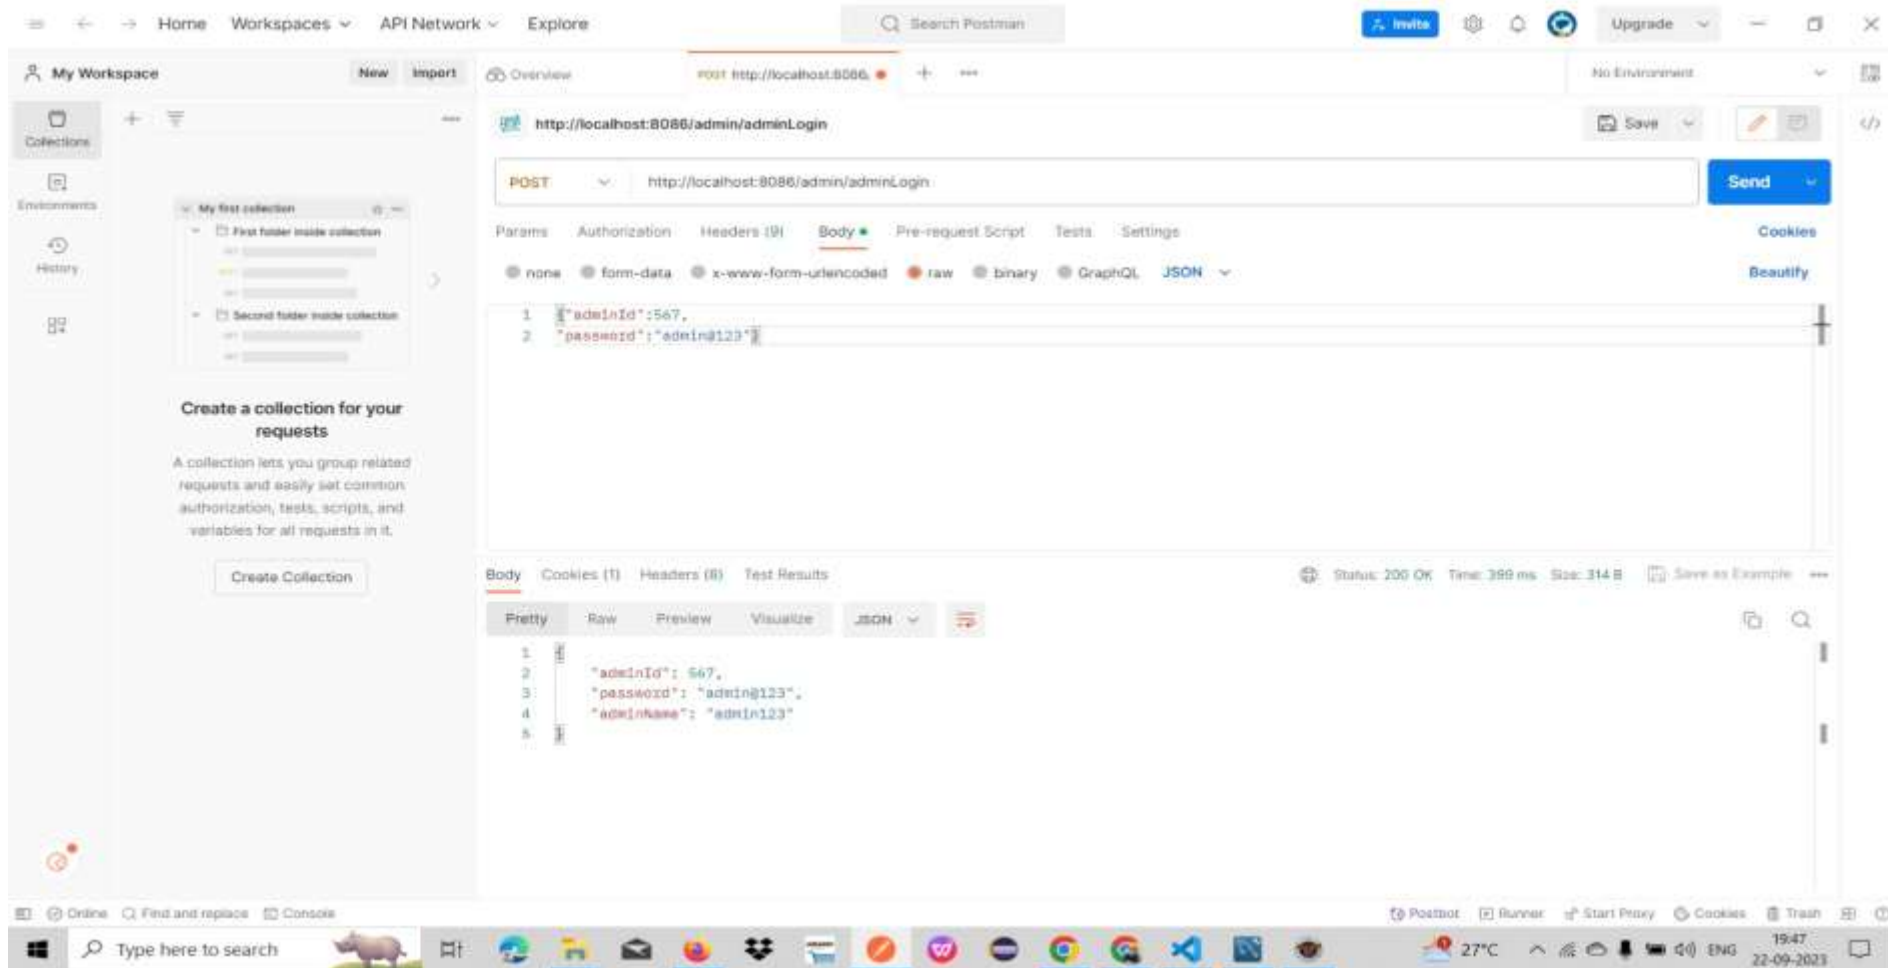 Home Workspaces API Network Explore Search Postman Invite Upgrade
My Workspace New Import Overview POST http://localhost:8086, No Environment
Collections
http://localhost:8086/admin/adminLogin Save
Environments
POST http://localhost:8086/admin/adminLogin Send
History
My first collection
First folder inside collection
Second folder inside collection
Params Authorization Headers (9) Body Pre-request Script Tests Settings Cookies
none form-data x-www-form-urlencoded raw binary GraphQL JSON Beautify
1 {"adminId":567,
2 "password":"admin@123"}
Create a collection for your
requests
A collection lets you group related
requests and easily set common
authorization, tests, scripts, and
variables for all requests in it.
Create Collection
Body Cookies (1) Headers (8) Test Results Status: 200 OK Time: 399 ms Size: 314 B Save as Example
Pretty Raw Preview Visualize JSON
1 {
2 "adminId": 567,
3 "password": "admin@123",
4 "adminName": "admin123"
5 }
Online Find and replace Console Postbot Runner Start Proxy Cookies Trash
Type here to search 27°C ENG 19:47
22-09-2023